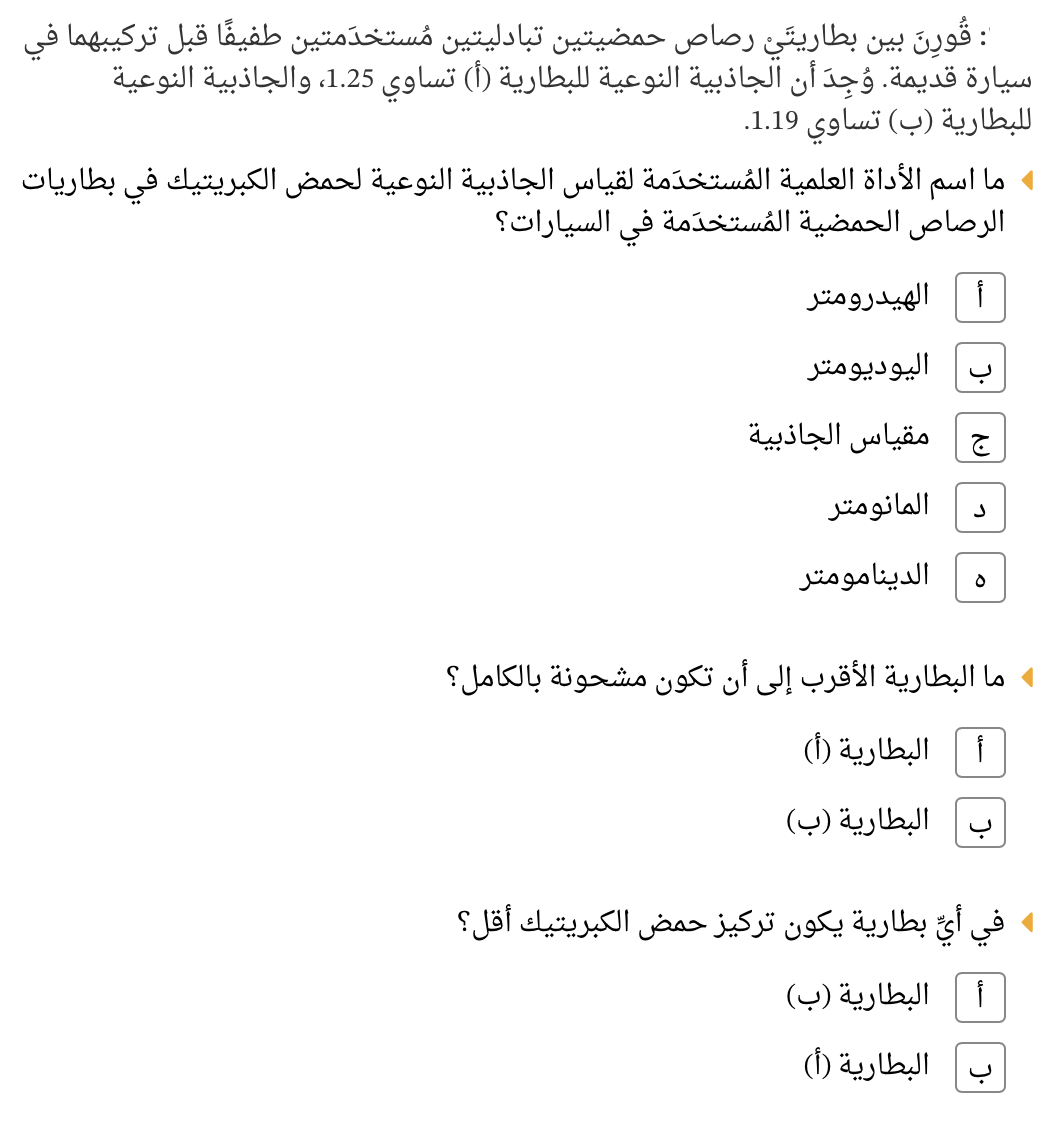 : قُورِنَ بين بطاريتَيْ رصاص حمضيتين تبادليتين مُستخدَمتين طفيفًا قبل تركيبهما في
سيارة قديمة. وُجِدَ أن الجاذبية النوعية للبطارية (أ) تساوي 1.25، والجاذبية النوعية
للبطارية (ب) تساوي 1.19.
ما اسم الأداة العلمية المُستخدَمة لقياس الجاذبية النوعية لحمض الكبريتيك في بطاريات
الرصاص الحمضية المُستخدَمة في السيارات؟
أ الهيدرومتر
ب اليوديومتر
ج مقياس الجاذبية
د المانومتر
ه الدينامومتر
ما البطارية الأقرب إلى أن تكون مشحونة بالكامل؟
أ البطارية (أ)
ب البطارية (ب)
في أيِّ بطارية يكون تركيز حمض الكبريتيك أقل؟
أ البطارية (ب)
ب البطارية (أ)